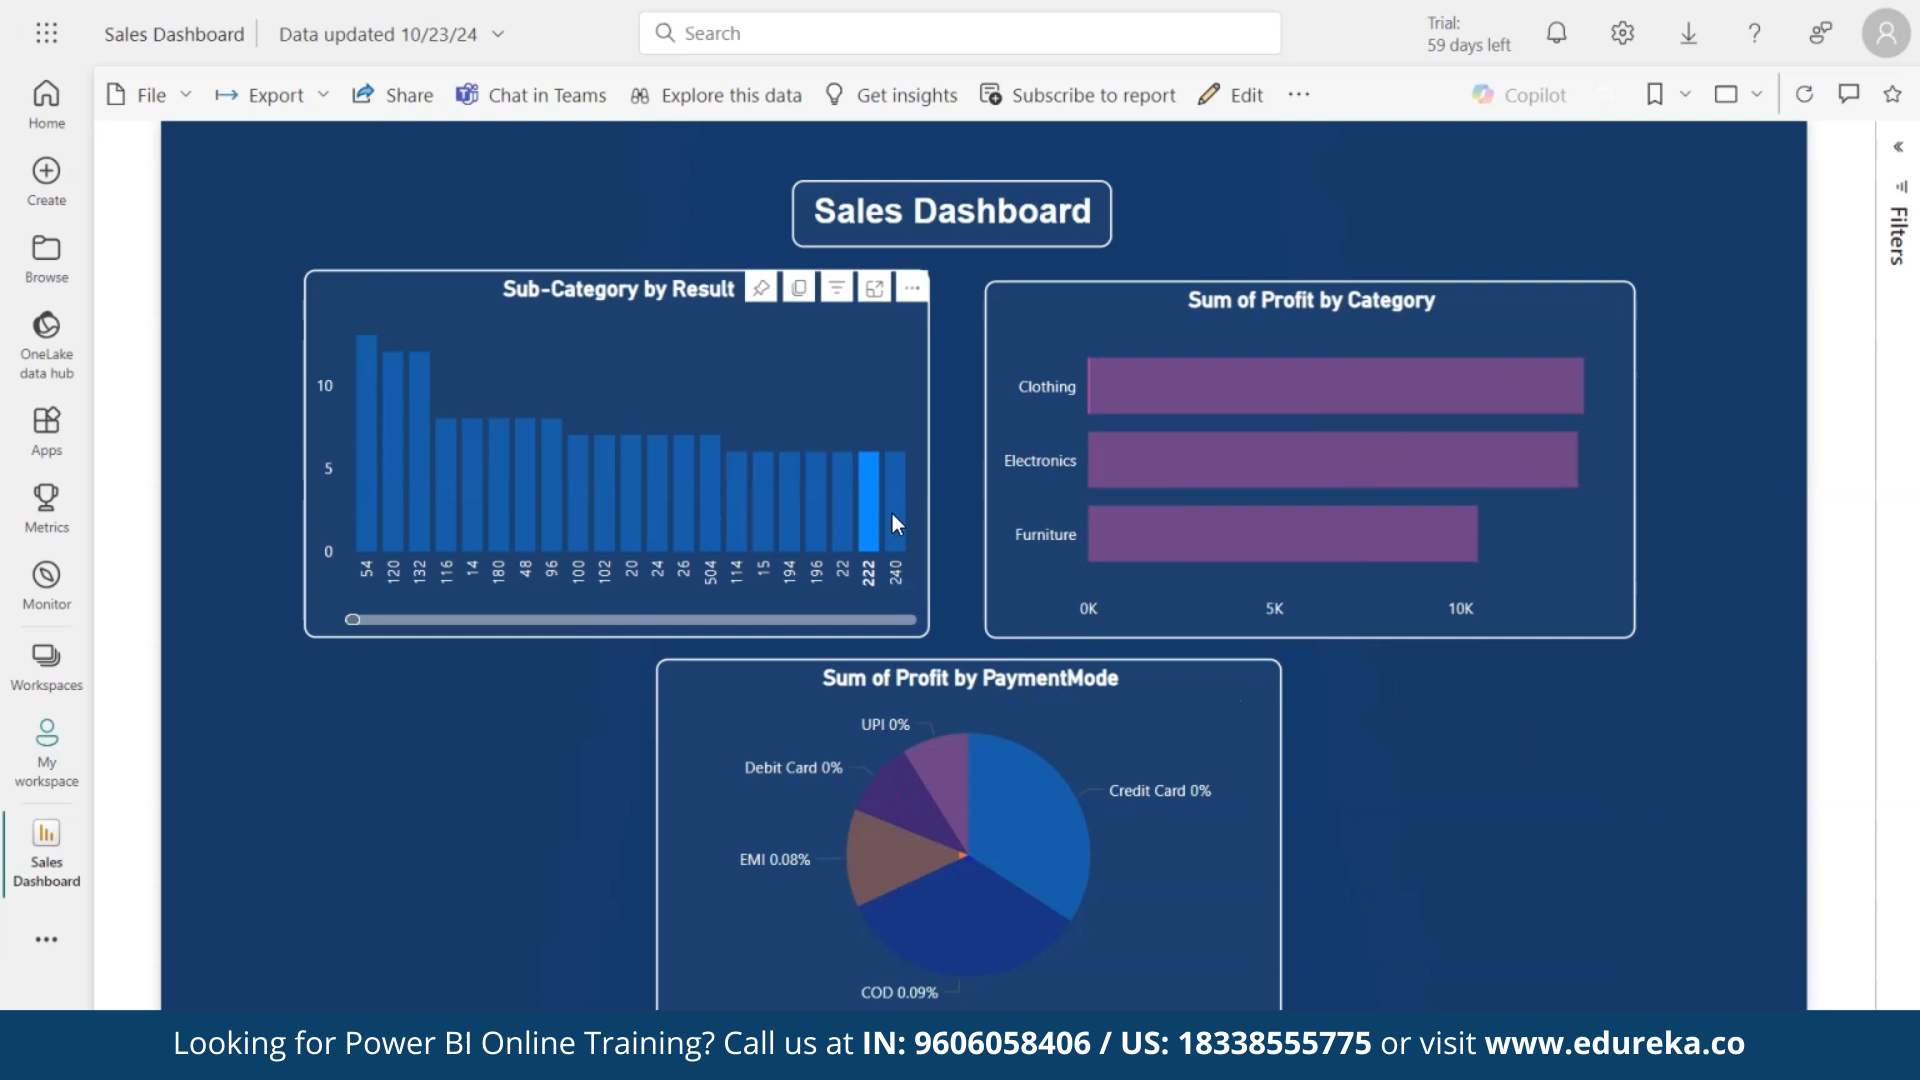 Sales Dashboard
Data updated 10/23/24
Search
Trial:
59 days left
File
Export
Share
Chat in Teams
Explore this data
Get insights
Subscribe to report
Edit
Copilot
Home
Create
Browse
OneLake
data hub
Apps
Metrics
Monitor
Workspaces
My
workspace
Sales
Dashboard
Filters
Sales Dashboard
Sub-Category by Result
10
5
0
54
120
132
116
14
180
48
96
100
102
20
24
26
504
114
15
194
196
22
222
240
Sum of Profit by Category
Clothing
Electronics
Furniture
0K
5K
10K
Sum of Profit by PaymentMode
UPI 0%
Debit Card 0%
Credit Card 0%
EMI 0.08%
COD 0.09%
Looking for Power BI Online Training? Call us at IN: 9606058406 / US: 18338555775 or visit www.edureka.co